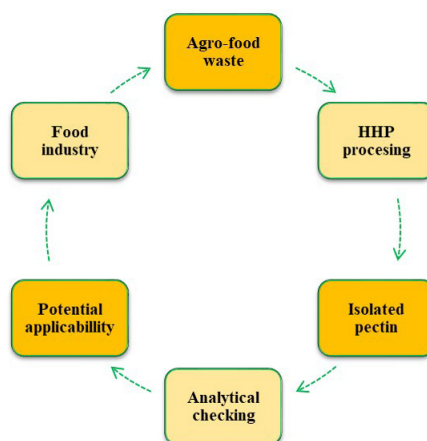 Agro-food
waste
HHP
procesing
Isolated
pectin
Analytical
checking
Potential
applicabillity
Food
industry